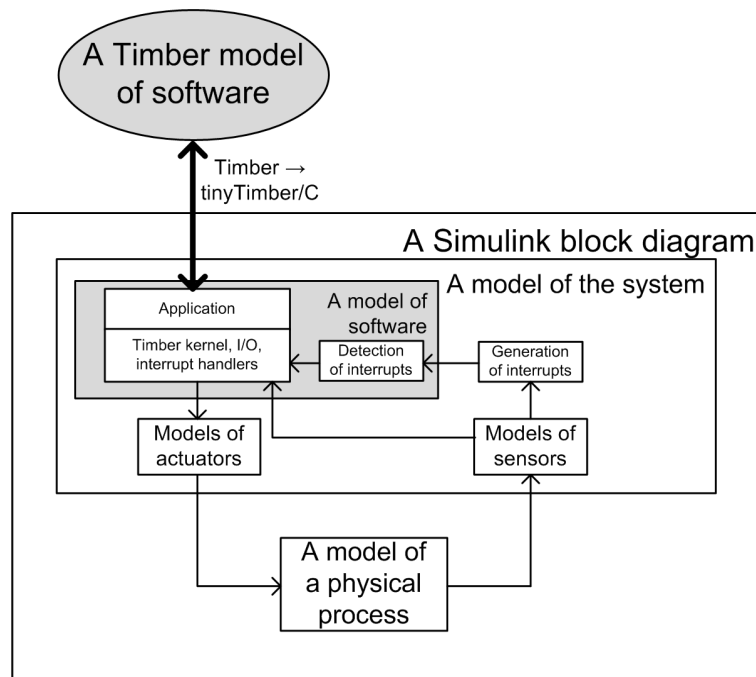 A Timber model
of software
Timber →
tinyTimber/C
A Simulink block diagram
A model of the system
A model of
software
Application
Timber kernel, I/O,
interrupt handlers
Detection
of interrupts
Generation
of interrupts
Models of
actuators
Models of
sensors
A model of
a physical
process